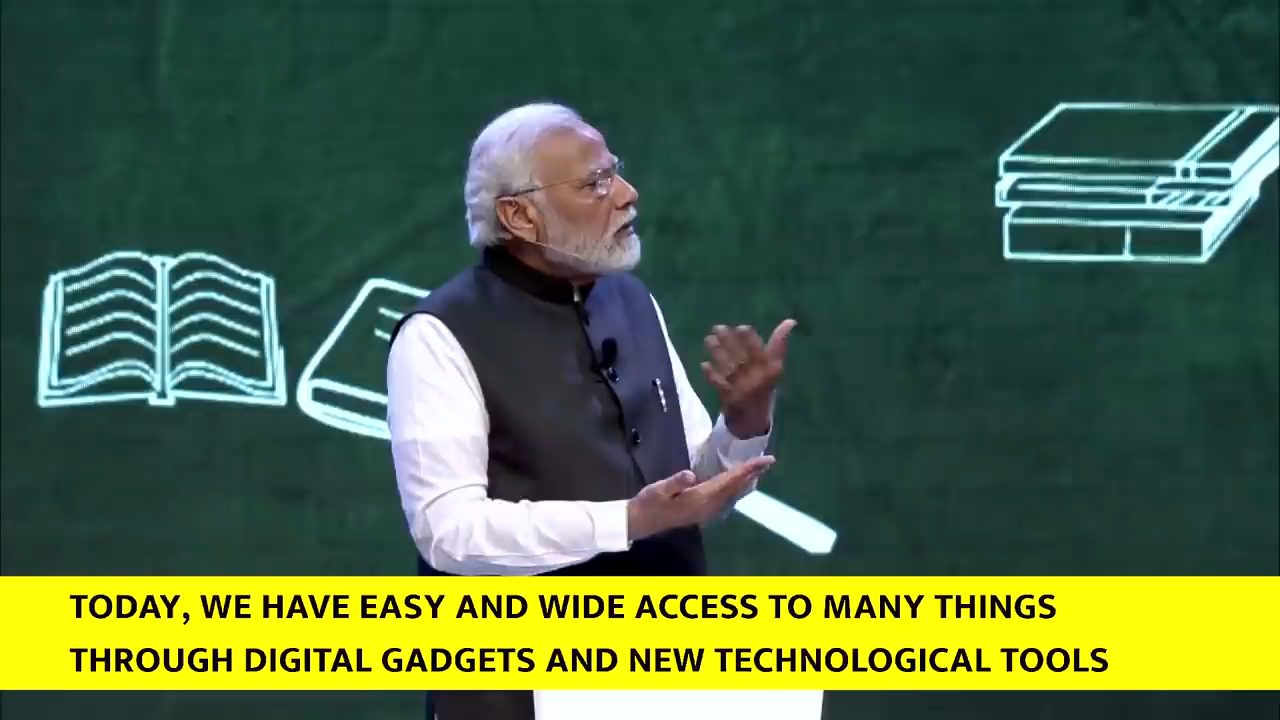 TODAY, WE HAVE EASY AND WIDE ACCESS TO MANY THINGS
THROUGH DIGITAL GADGETS AND NEW TECHNOLOGICAL TOOLS